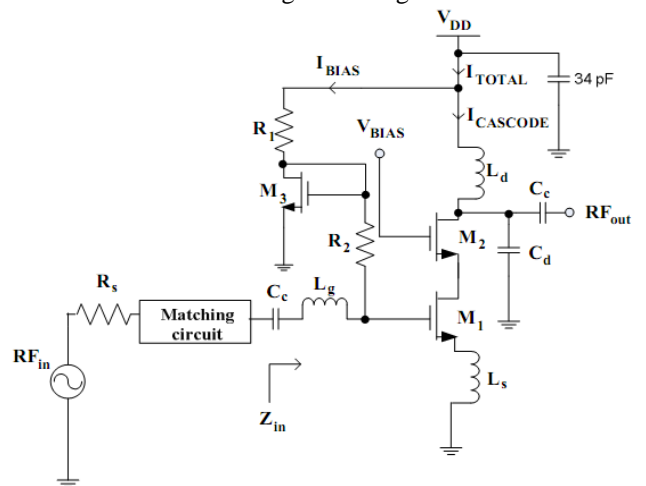 V_DD
I_BIAS
I_TOTAL
34 pF
R_1
V_BIAS
I_CASCODE
L_d
M_3
C_c
RF_out
R_2
M_2
C_d
R_s
C_c
L_g
Matching
circuit
M_1
RF_in
L_s
Z_in